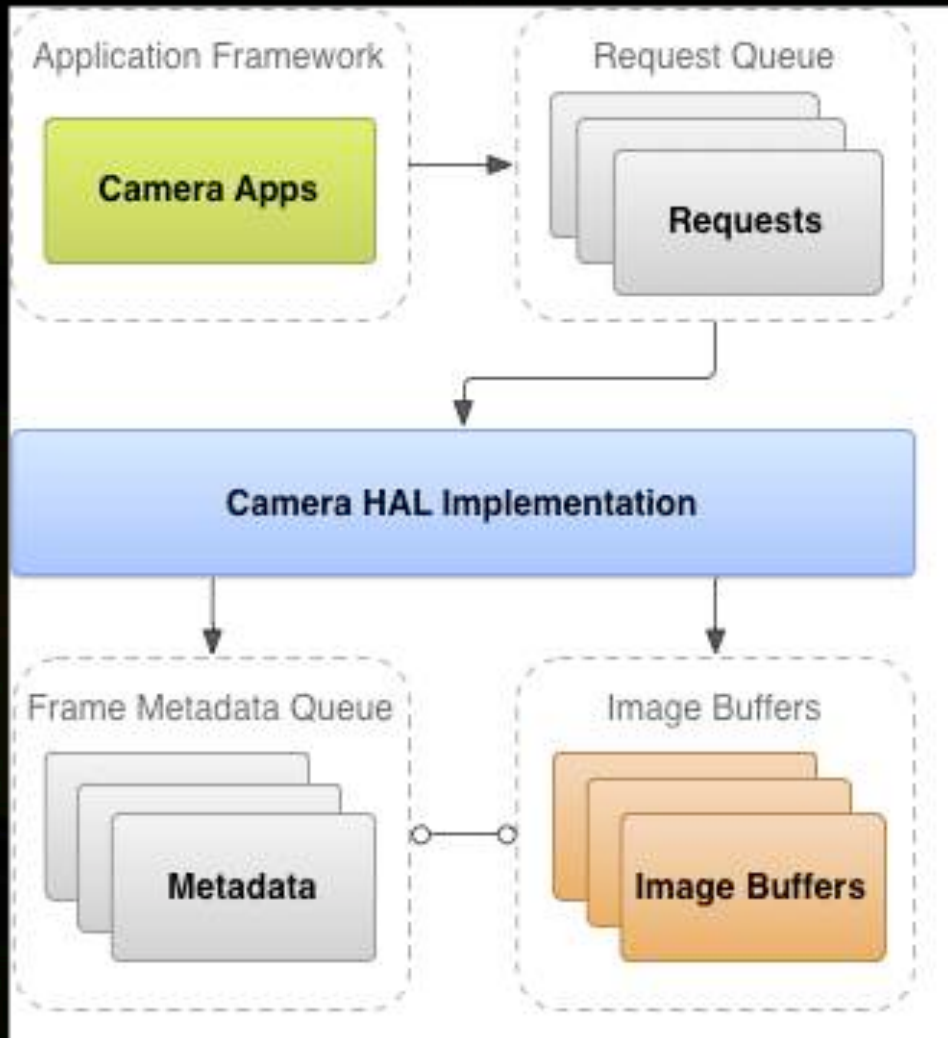 Application Framework
Camera Apps
Request Queue
Requests
Camera HAL Implementation
Frame Metadata Queue
Metadata
Image Buffers
Image Buffers